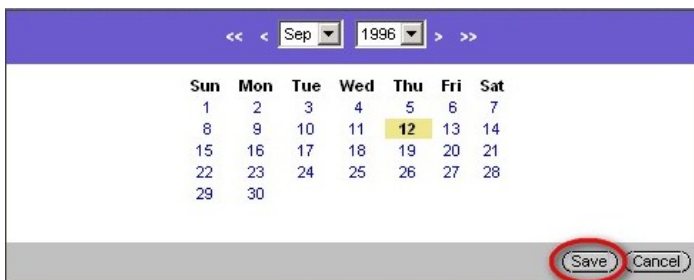 << < Sep 1996 > >>
Sun Mon Tue Wed Thu Fri Sat
1 2 3 4 5 6 7
8 9 10 11 12 13 14
15 16 17 18 19 20 21
22 23 24 25 26 27 28
29 30
Save Cancel